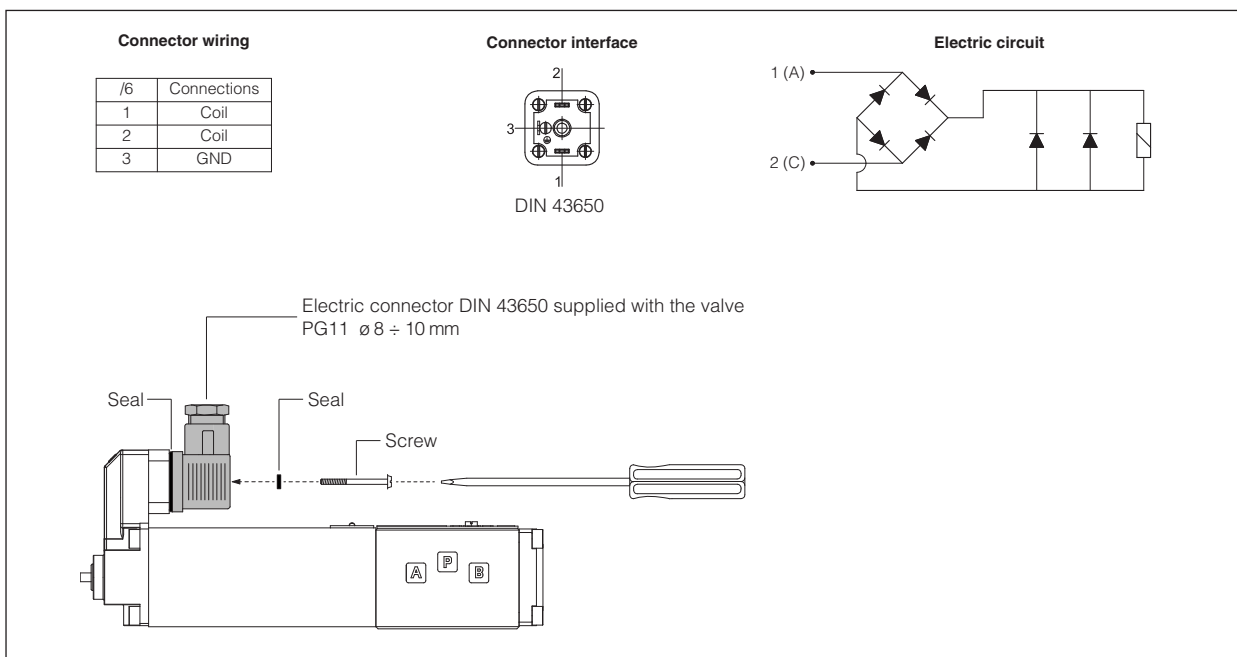 Connector wiring
/6 Connections
1 Coil
2 Coil
3 GND
Connector interface
2
3
1
DIN 43650
Electric circuit
1 (A)
2 (C)
Electric connector DIN 43650 supplied with the valve
PG11 ø 8 ÷ 10 mm
Seal
Seal
Screw
A
P
B